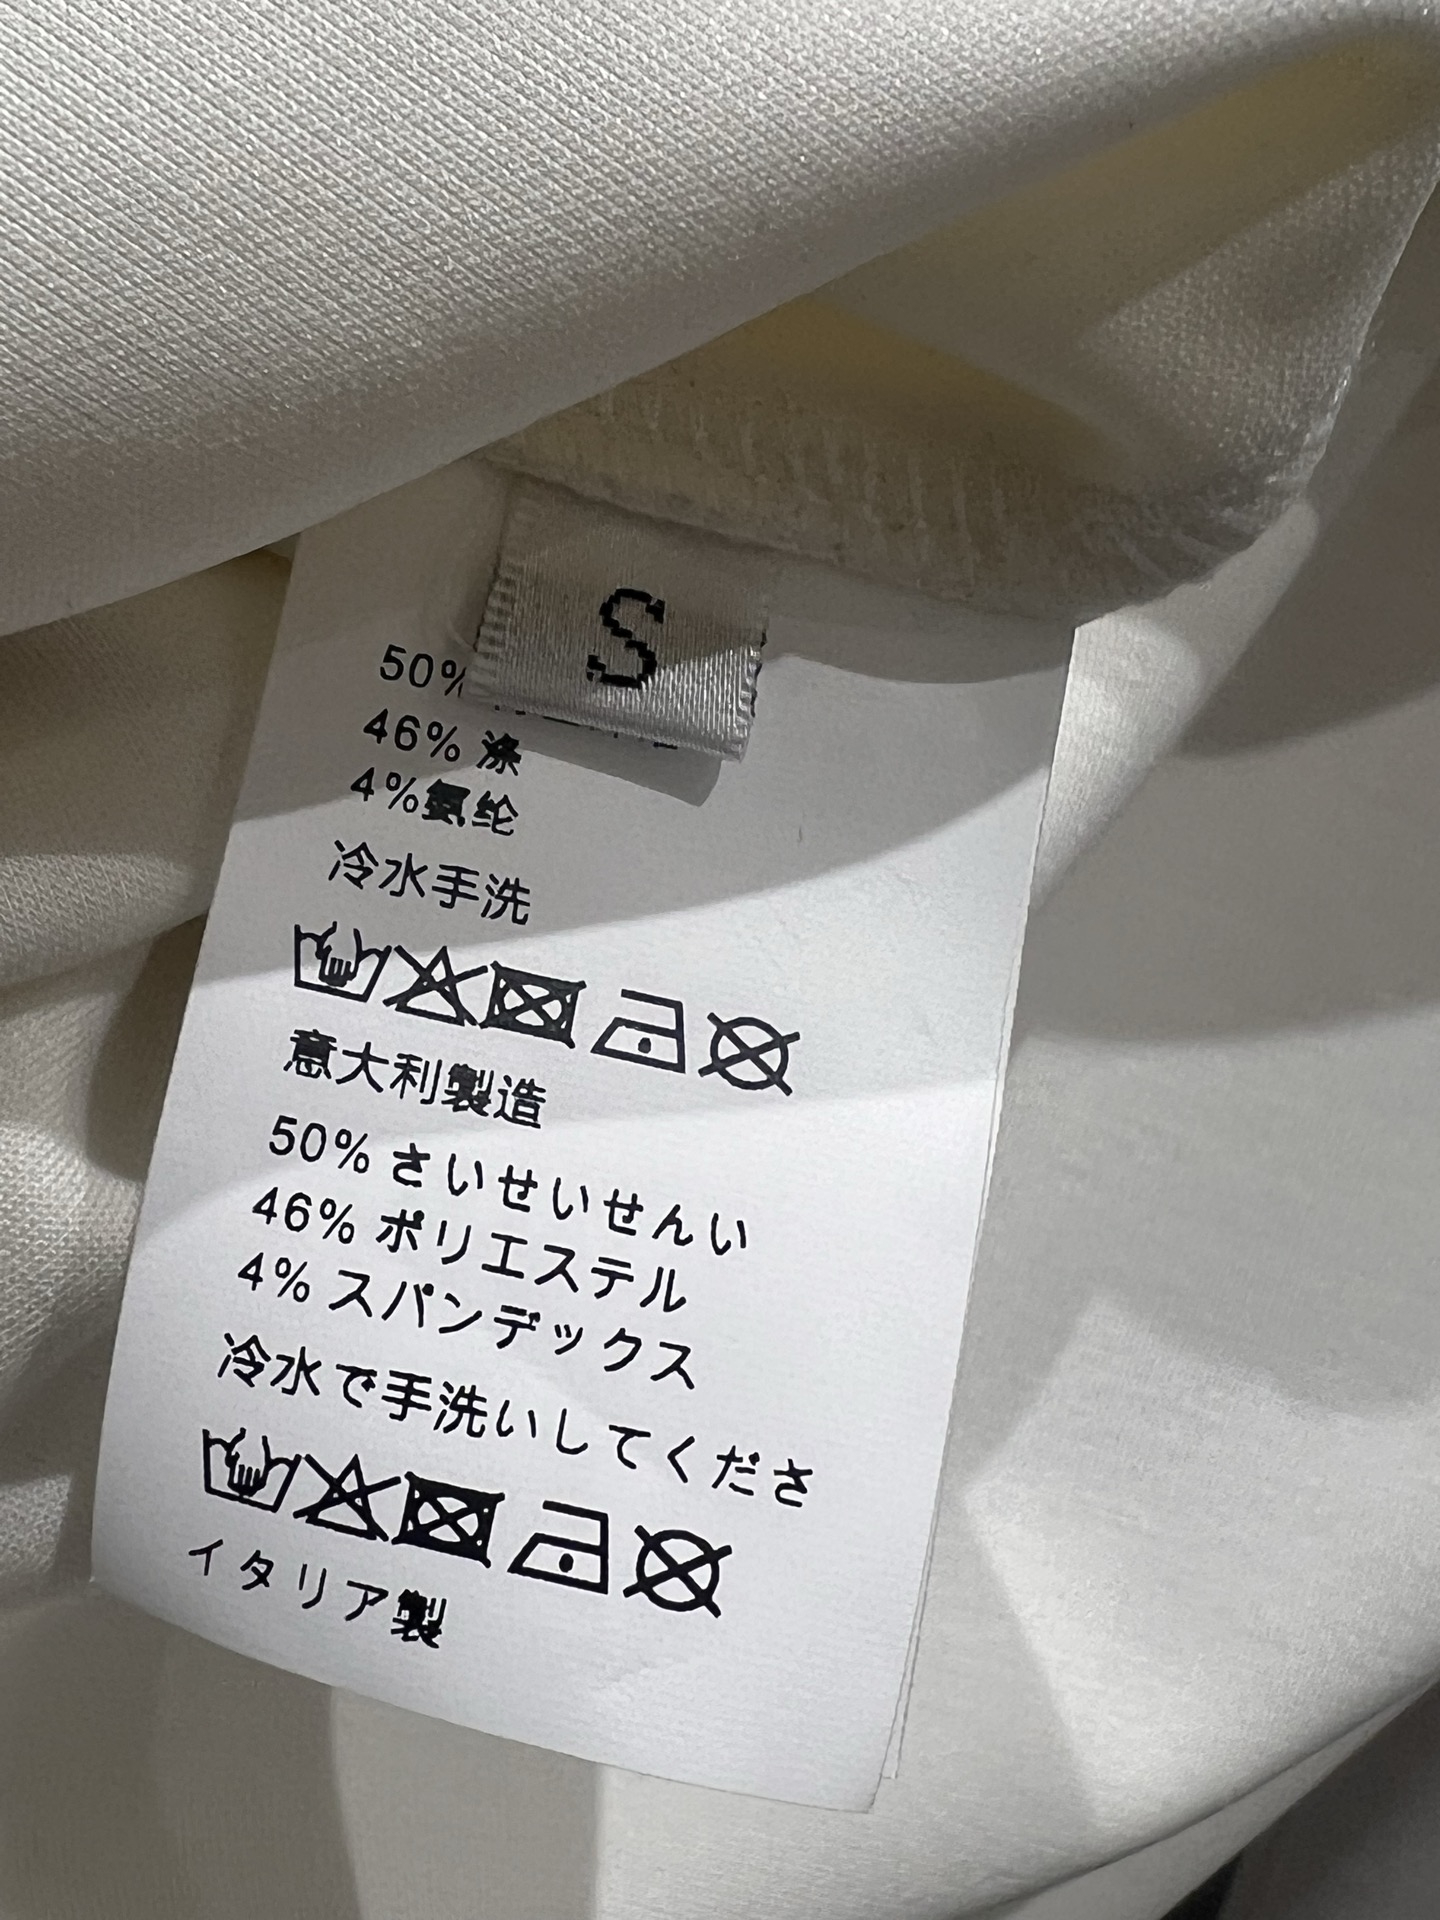 S
50%
46% 涤
4%氨纶
冷水手洗
意大利製造
50% さいせいせんい
46% ポリエステル
4% スパンデックス
冷水で手洗いしてくださ
イタリア製